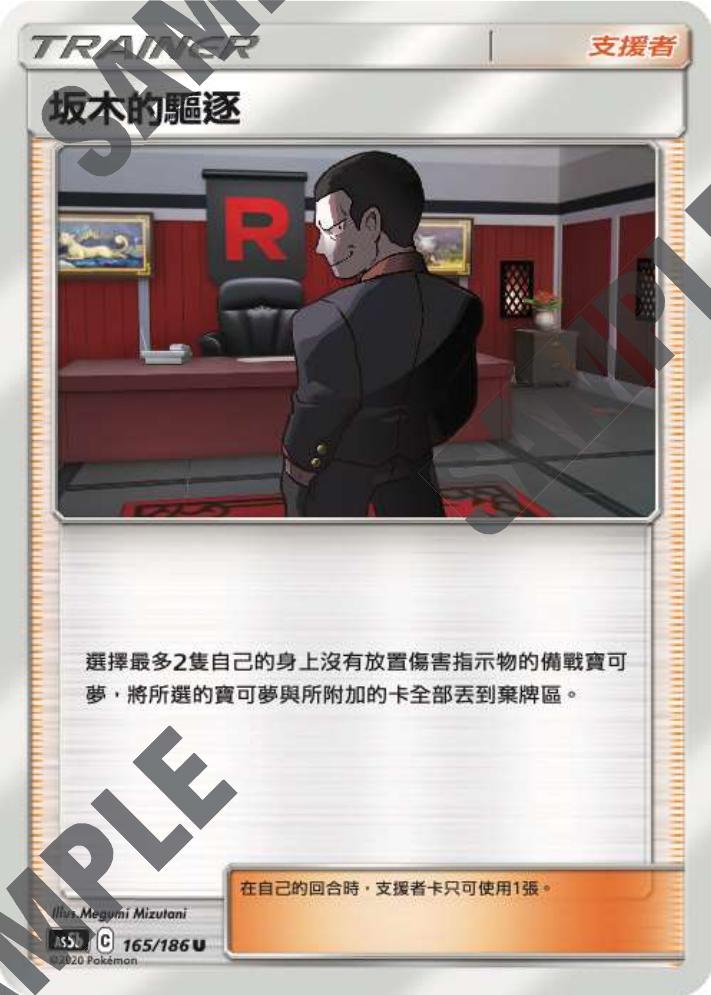 SAMPLE
TRAINER
支援者
坂木的驅逐
R
SAMPLE
選擇最多2隻自己的身上沒有放置傷害指示物的備戰寶可
夢，將所選的寶可夢與所附加的卡全部丟到棄牌區。
SAMPLE
在自己的回合時，支援者卡只可使用1張。
Illus.Megumi Mizutani
AS5b C 165/186 U
©2020 Pokémon